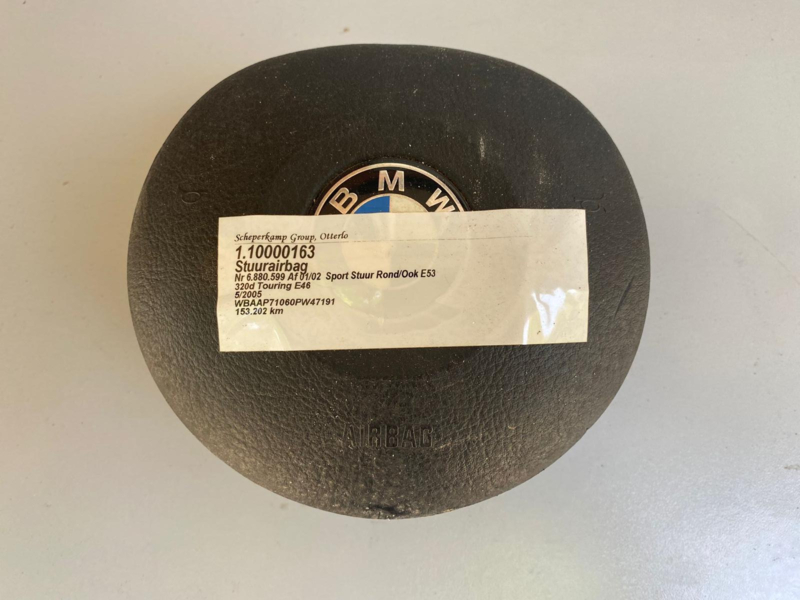 BMW
Scheperkamp Group, Otterlo
1.10000163
Stuurairbag
Nr 6.880.599 Af 01/02 Sport Stuur Rond/Ook E53
320d Touring E46
5/2005
WBAAP71060PW47191
153.202 km
AIRBAG